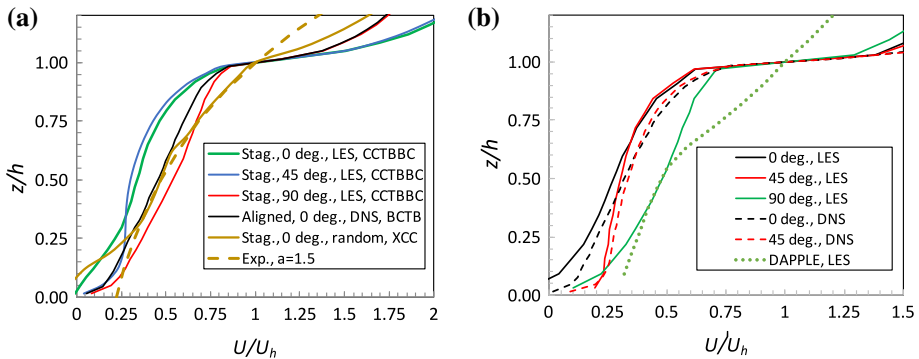 (a)
z/h
1.00
0.75
0.50
0.25
0.00
Stag., 0 deg., LES, CCTBBC
Stag., 45 deg., LES, CCTBBC
Stag., 90 deg., LES, CCTBBC
Aligned, 0 deg., DNS, BCTB
Stag., 0 deg., random, XCC
Exp., a=1.5
0 0.25 0.5 0.75 1 1.25 1.5 1.75 2
U/Uh
(b)
z/h
1.00
0.75
0.50
0.25
0.00
0 deg., LES
45 deg., LES
90 deg., LES
0 deg., DNS
45 deg., DNS
DAPPLE, LES
0 0.25 0.5 0.75 1 1.25 1.5
U/Uh